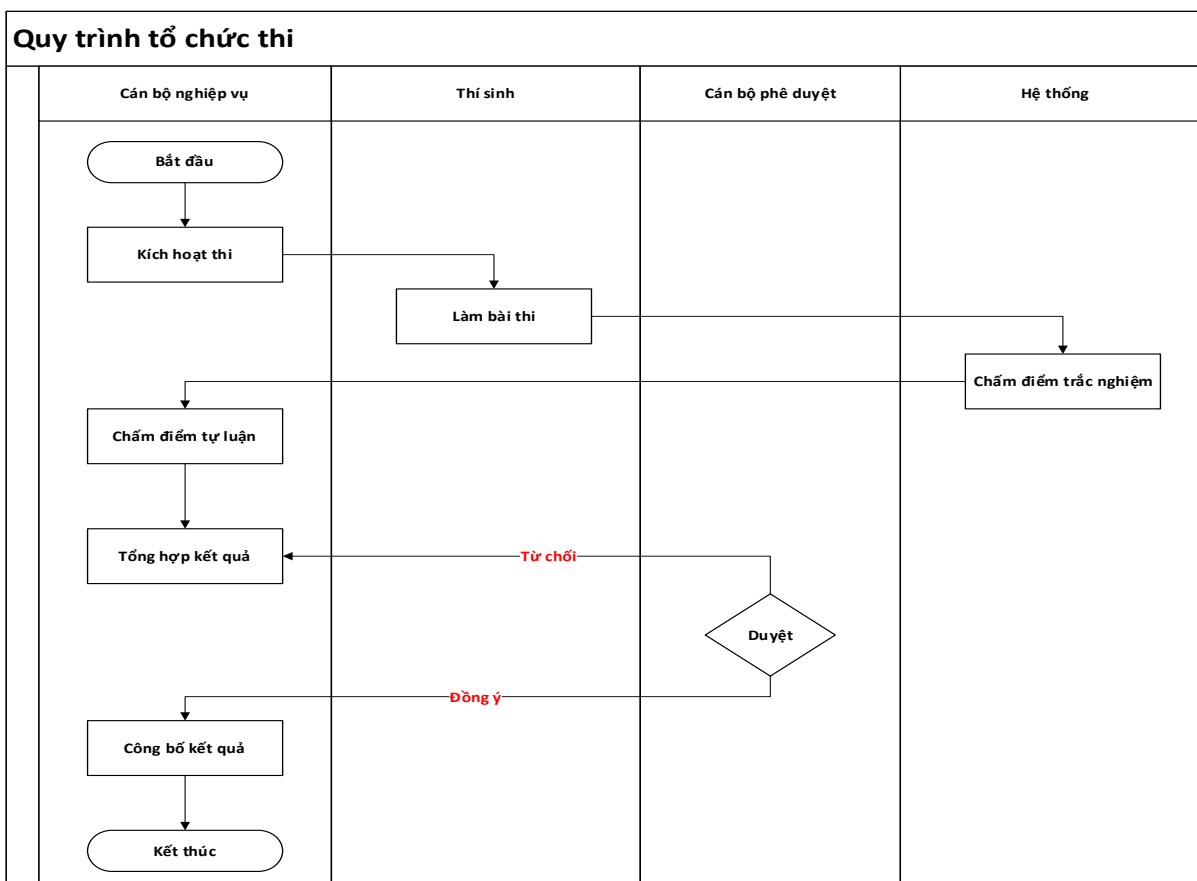 Quy trình tổ chức thi
Cán bộ nghiệp vụ
Thí sinh
Cán bộ phê duyệt
Hệ thống
Bắt đầu
Kích hoạt thi
Làm bài thi
Chấm điểm trắc nghiệm
Chấm điểm tự luận
Tổng hợp kết quả
Từ chối
Duyệt
Đồng ý
Công bố kết quả
Kết thúc